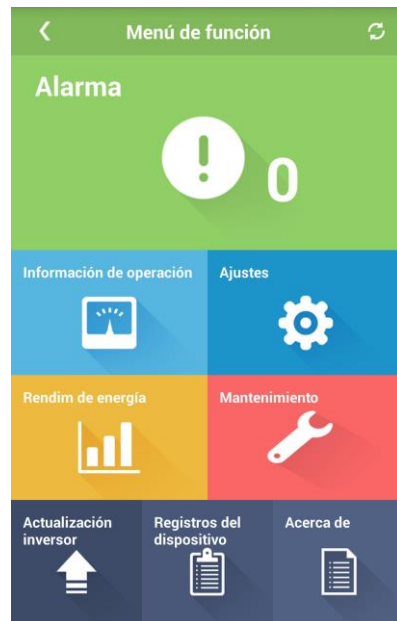 Menú de función
Alarma
0
Información de operación
Ajustes
Rendim de energía
Mantenimiento
Actualización
inversor
Registros del
dispositivo
Acerca de